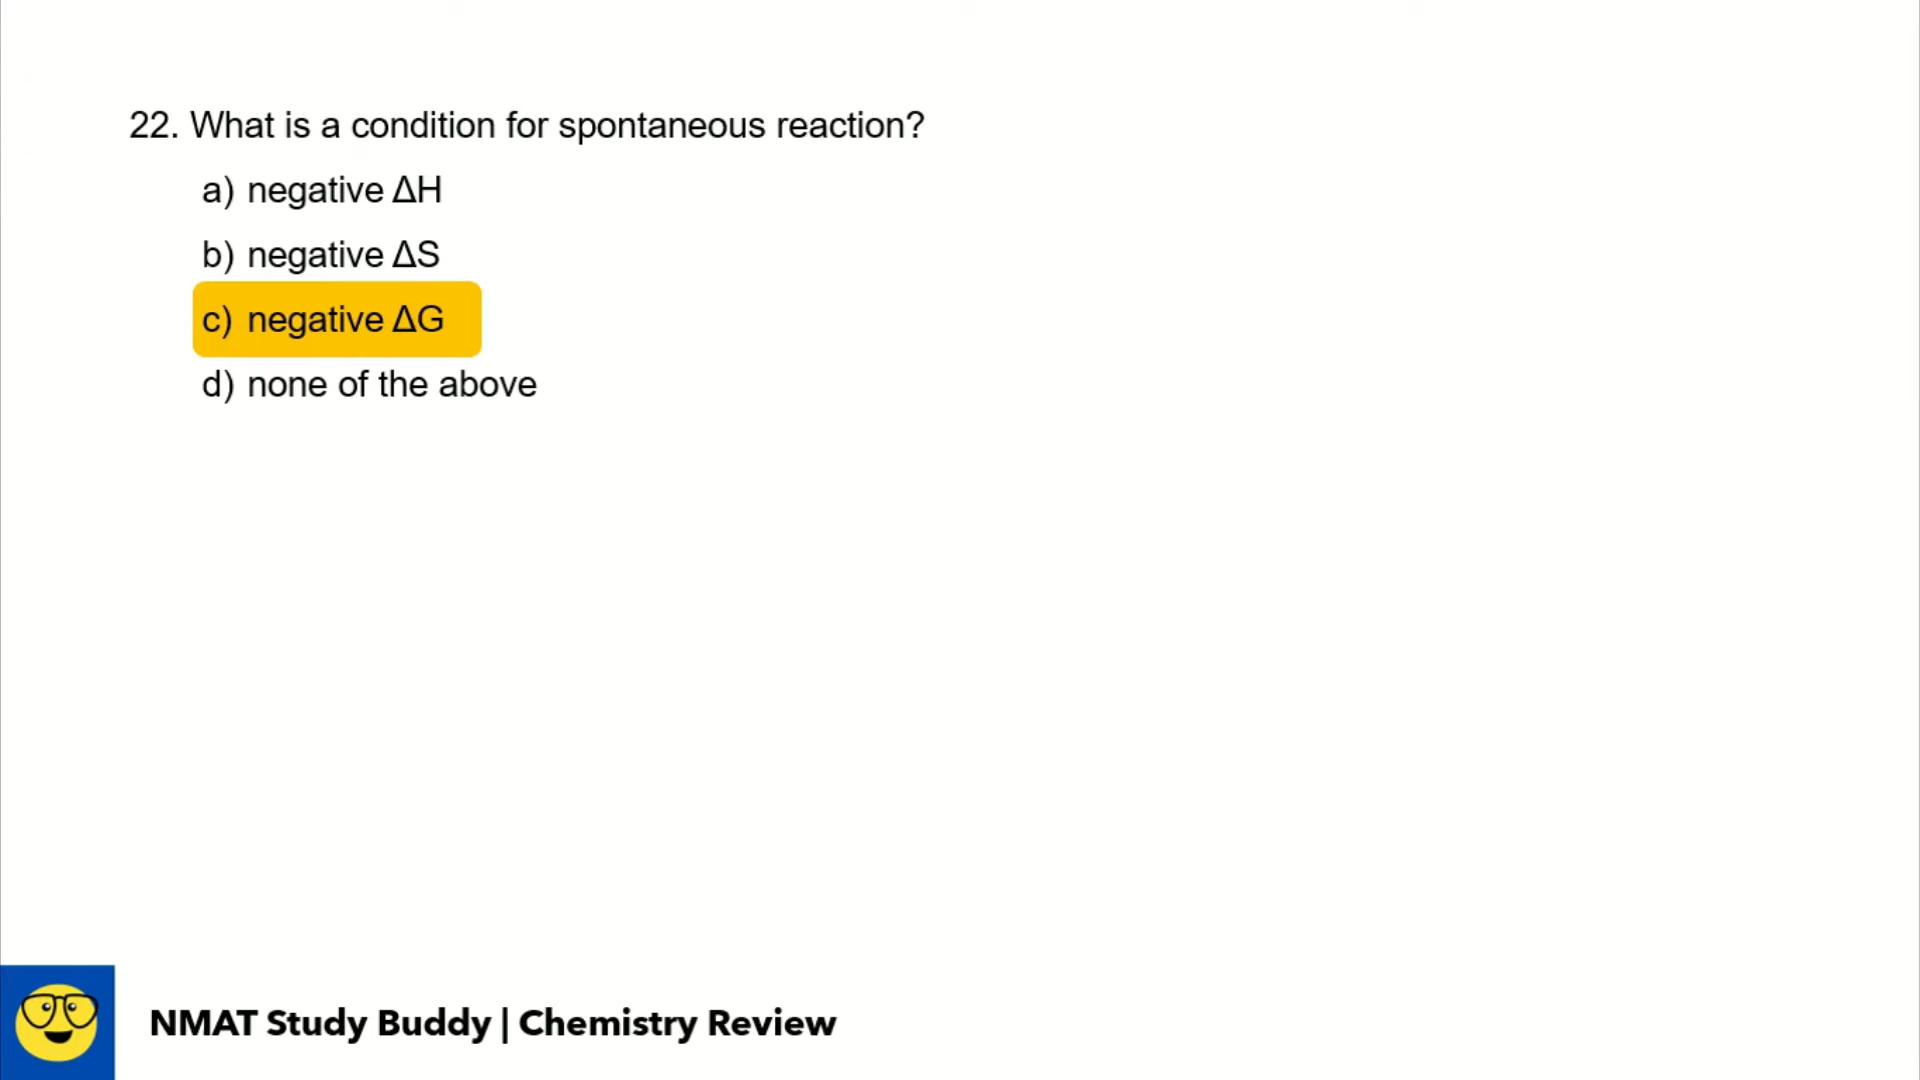 22. What is a condition for spontaneous reaction?
a) negative ΔH
b) negative ΔS
c) negative ΔG
d) none of the above
NMAT Study Buddy | Chemistry Review